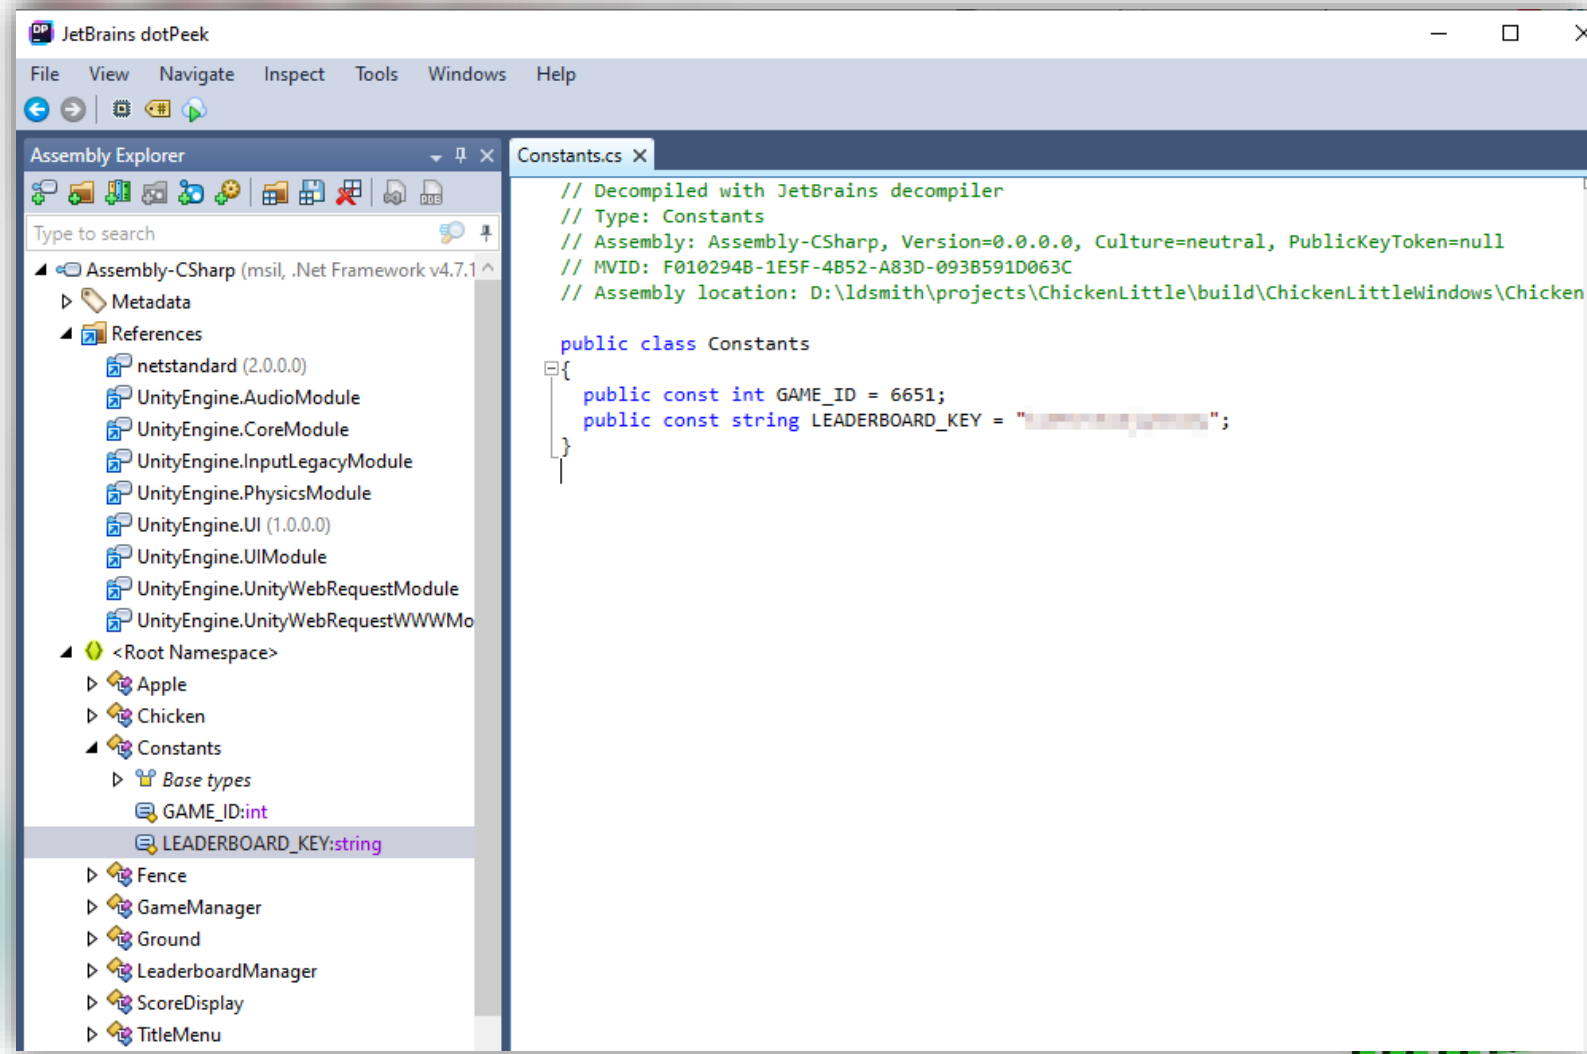 JetBrains dotPeek
File View Navigate Inspect Tools Windows Help
Assembly Explorer
Type to search
Assembly-CSharp (msil, .Net Framework v4.7.1
Metadata
References
netstandard (2.0.0.0)
UnityEngine.AudioModule
UnityEngine.CoreModule
UnityEngine.InputLegacyModule
UnityEngine.PhysicsModule
UnityEngine.UI (1.0.0.0)
UnityEngine.UIModule
UnityEngine.UnityWebRequestModule
UnityEngine.UnityWebRequestWWWMo
<Root Namespace>
Apple
Chicken
Constants
Base types
GAME_ID:int
LEADERBOARD_KEY:string
Fence
GameManager
Ground
LeaderboardManager
ScoreDisplay
TitleMenu
Constants.cs
// Decompiled with JetBrains decompiler
// Type: Constants
// Assembly: Assembly-CSharp, Version=0.0.0.0, Culture=neutral, PublicKeyToken=null
// MVID: F010294B-1E5F-4B52-A83D-093B591D063C
// Assembly location: D:\ldsmith\projects\ChickenLittle\build\ChickenLittleWindows\Chicken
public class Constants
{
public const int GAME_ID = 6651;
public const string LEADERBOARD_KEY = "";
}